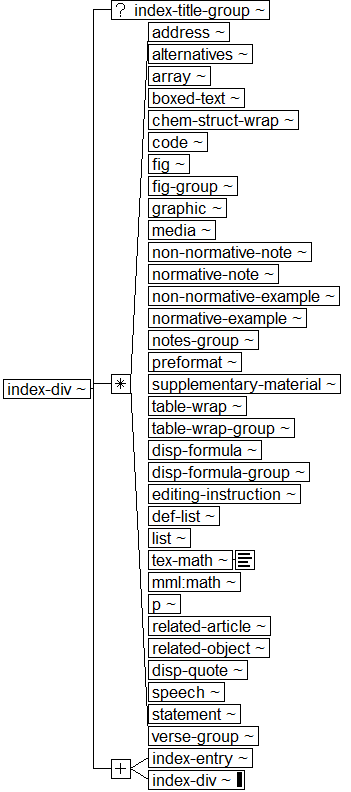 ? index-title-group ~
address ~
alternatives ~
array ~
boxed-text ~
chem-struct-wrap ~
code ~
fig ~
fig-group ~
graphic ~
media ~
non-normative-note ~
normative-note ~
non-normative-example ~
normative-example ~
notes-group ~
preformat ~
index-div ~
*
supplementary-material ~
table-wrap ~
table-wrap-group ~
disp-formula ~
disp-formula-group ~
editing-instruction ~
def-list ~
list ~
tex-math ~
mml:math ~
p ~
related-article ~
related-object ~
disp-quote ~
speech ~
statement ~
verse-group ~
+
index-entry ~
index-div ~